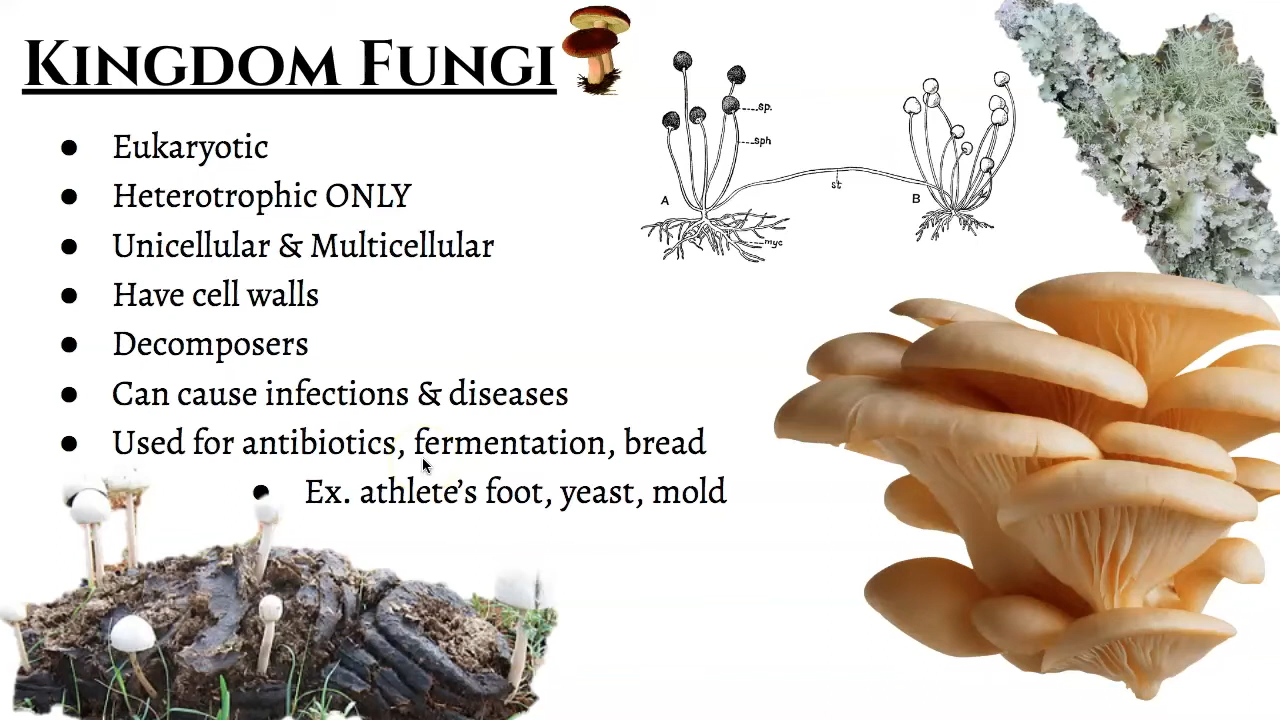 KINGDOM FUNGI
● Eukaryotic
● Heterotrophic ONLY
● Unicellular & Multicellular
● Have cell walls
● Decomposers
● Can cause infections & diseases
● Used for antibiotics, fermentation, bread
● Ex. athlete's foot, yeast, mold
sp.
sph
st
A
B
myc